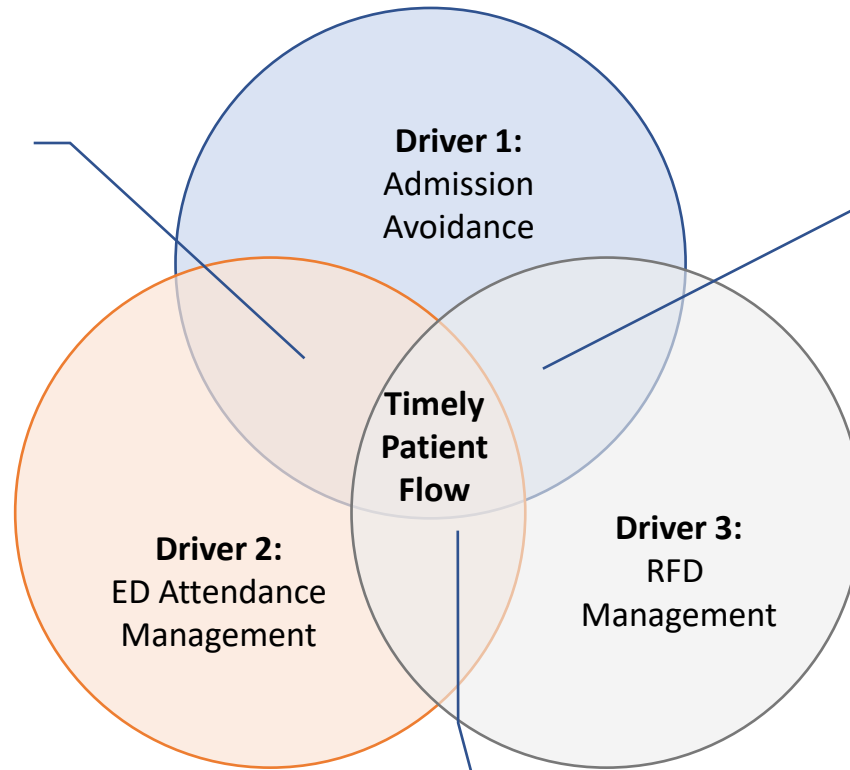 Driver 1:
Admission
Avoidance
Timely
Patient
Flow
Driver 2:
ED Attendance
Management
Driver 3:
RFD
Management